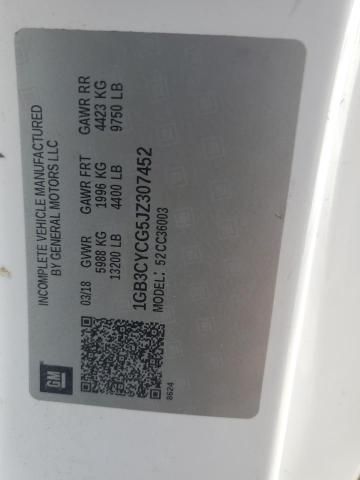 INCOMPLETE VEHICLE MANUFACTURED
BY GENERAL MOTORS LLC
03/18 GVWR GAWR FRT GAWR RR
5988 KG 1996 KG 4423 KG
13200 LB 4400 LB 9750 LB
1GB3CYCG5JZ307452
MODEL: 52CC36003
GM
8624